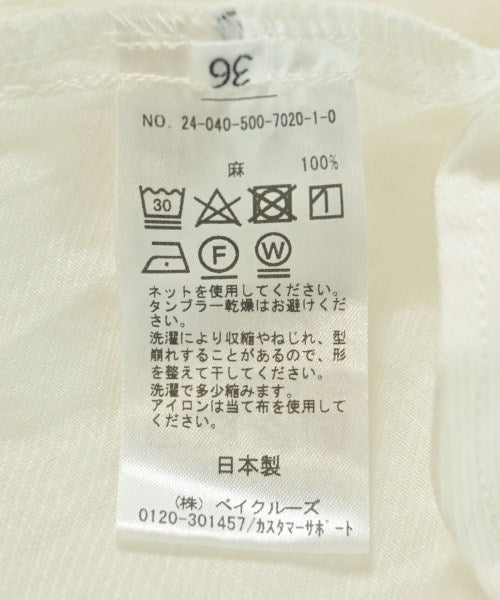 36
NO. 24-040-500-7020-1-0
麻 100%
30
F W
ネットを使用してください。
タンブラー乾燥はお避けくだ
さい。
洗濯により収縮やねじれ、型
崩れすることがあるので、形
を整えて干してください。
洗濯で多少縮みます。
アイロンは当て布を使用して
ください。
日本製
(株) ベイクルーズ
0120-301457/カスタマーサポート